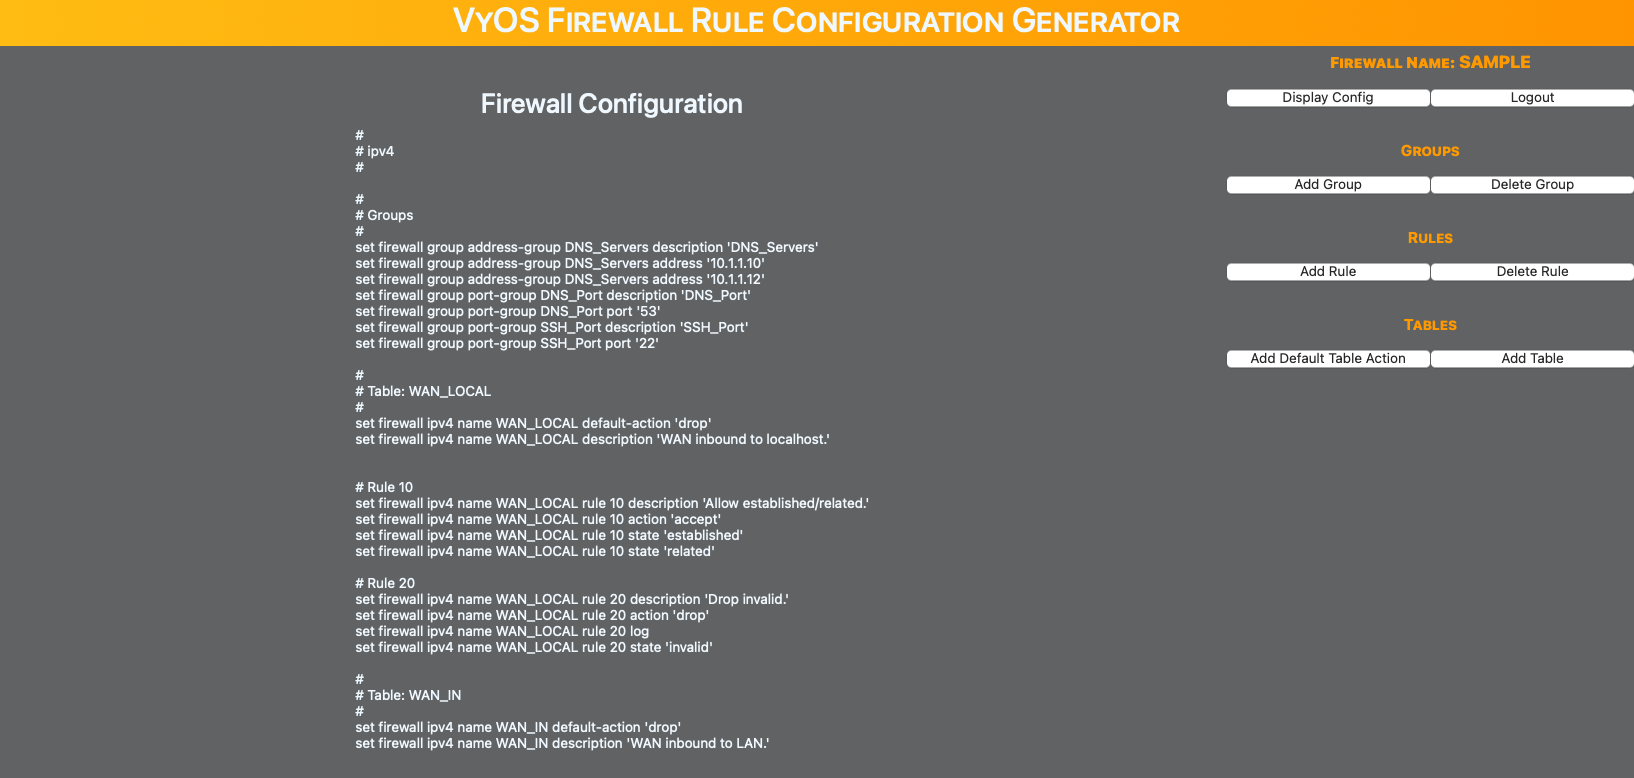 VyOS Firewall Rule Configuration Generator
Firewall Configuration
#
# ipv4
#
#
# Groups
#
set firewall group address-group DNS_Servers description 'DNS_Servers'
set firewall group address-group DNS_Servers address '10.1.1.10'
set firewall group address-group DNS_Servers address '10.1.1.12'
set firewall group port-group DNS_Port description 'DNS_Port'
set firewall group port-group DNS_Port port '53'
set firewall group port-group SSH_Port description 'SSH_Port'
set firewall group port-group SSH_Port port '22'
#
# Table: WAN_LOCAL
#
set firewall ipv4 name WAN_LOCAL default-action 'drop'
set firewall ipv4 name WAN_LOCAL description 'WAN inbound to localhost.'
# Rule 10
set firewall ipv4 name WAN_LOCAL rule 10 description 'Allow established/related.'
set firewall ipv4 name WAN_LOCAL rule 10 action 'accept'
set firewall ipv4 name WAN_LOCAL rule 10 state 'established'
set firewall ipv4 name WAN_LOCAL rule 10 state 'related'
# Rule 20
set firewall ipv4 name WAN_LOCAL rule 20 description 'Drop invalid.'
set firewall ipv4 name WAN_LOCAL rule 20 action 'drop'
set firewall ipv4 name WAN_LOCAL rule 20 log
set firewall ipv4 name WAN_LOCAL rule 20 state 'invalid'
#
# Table: WAN_IN
#
set firewall ipv4 name WAN_IN default-action 'drop'
set firewall ipv4 name WAN_IN description 'WAN inbound to LAN.'
Firewall Name: SAMPLE
Display Config Logout
Groups
Add Group Delete Group
Rules
Add Rule Delete Rule
Tables
Add Default Table Action Add Table